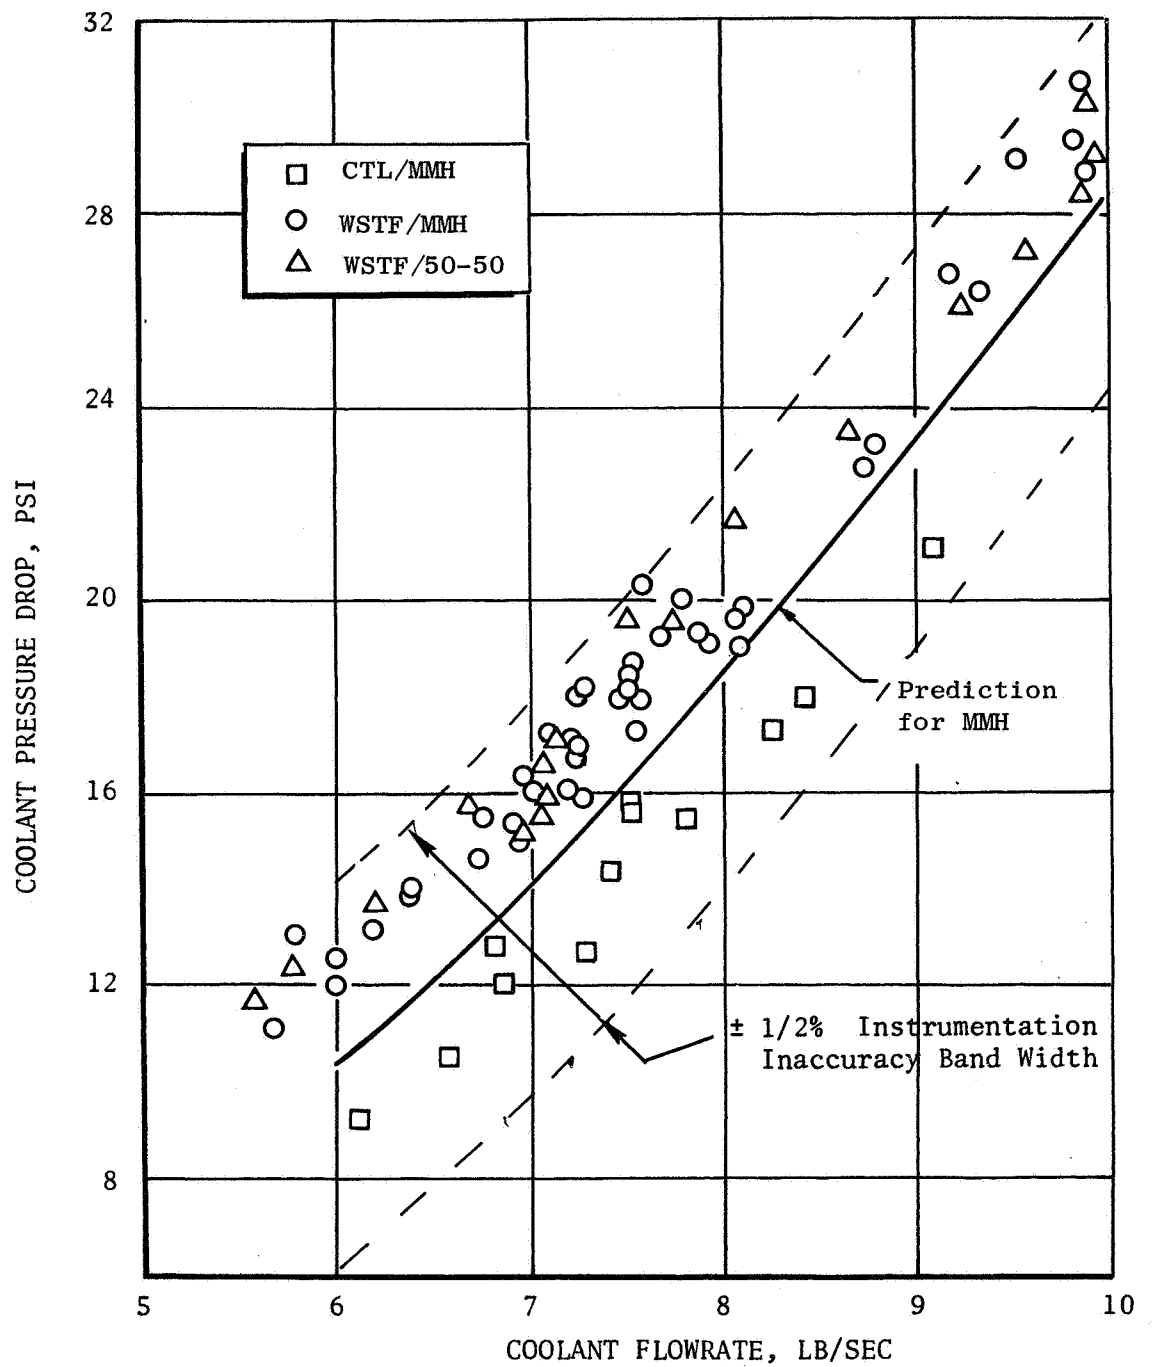 32
CTL/MMH
WSTF/MMH
WSTF/50-50
28
24
20
16
12
8
COOLANT PRESSURE DROP, PSI
Prediction
for MMH
± 1/2% Instrumentation
Inaccuracy Band Width
5 6 7 8 9 10
COOLANT FLOWRATE, LB/SEC